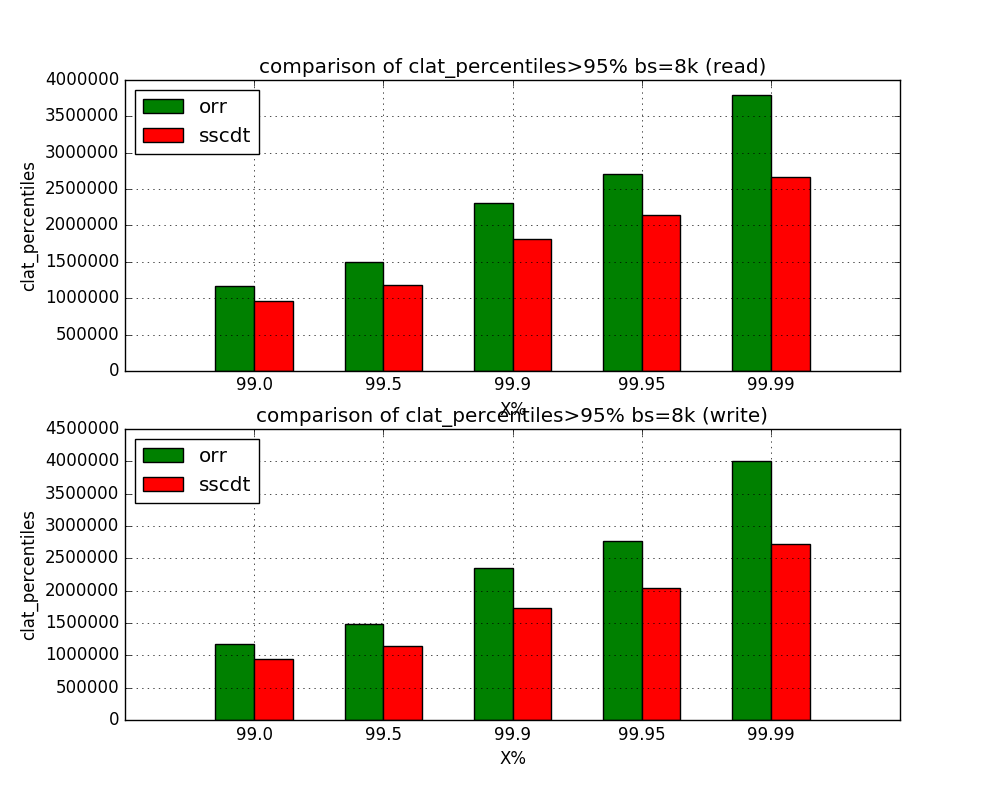 comparison of clat_percentiles>95% bs=8k (read)
4000000
3500000
3000000
2500000
2000000
1500000
1000000
500000
0
clat_percentiles
orr
sscdt
99.0 99.5 99.9 99.95 99.99
X%
comparison of clat_percentiles>95% bs=8k (write)
4500000
4000000
3500000
3000000
2500000
2000000
1500000
1000000
500000
0
clat_percentiles
orr
sscdt
99.0 99.5 99.9 99.95 99.99
X%